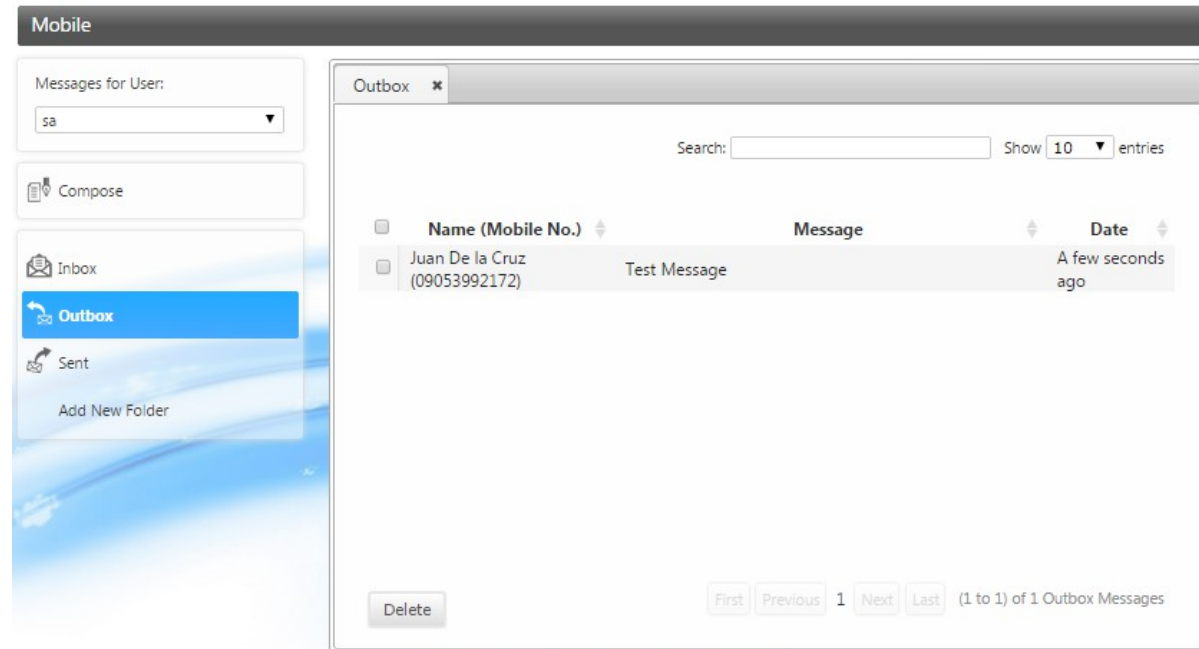 Mobile
Messages for User:
sa
Compose
Inbox
Outbox
Sent
Add New Folder
Outbox
Search:
Show 10 entries
Name (Mobile No.) Message Date
Juan De la Cruz
(09053992172)
Test Message
A few seconds
ago
Delete
First Previous 1 Next Last (1 to 1) of 1 Outbox Messages